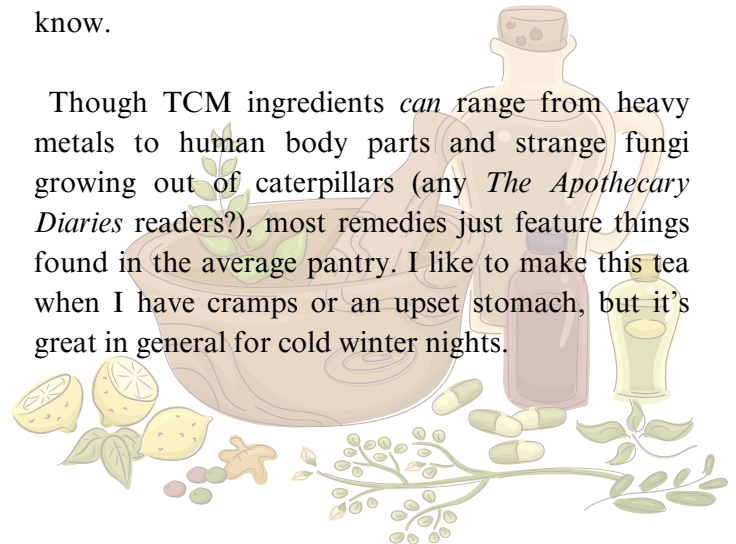 know.
Though TCM ingredients can range from heavy
metals to human body parts and strange fungi
growing out of caterpillars (any The Apothecary
Diaries readers?), most remedies just feature things
found in the average pantry. I like to make this tea
when I have cramps or an upset stomach, but it’s
great in general for cold winter nights.